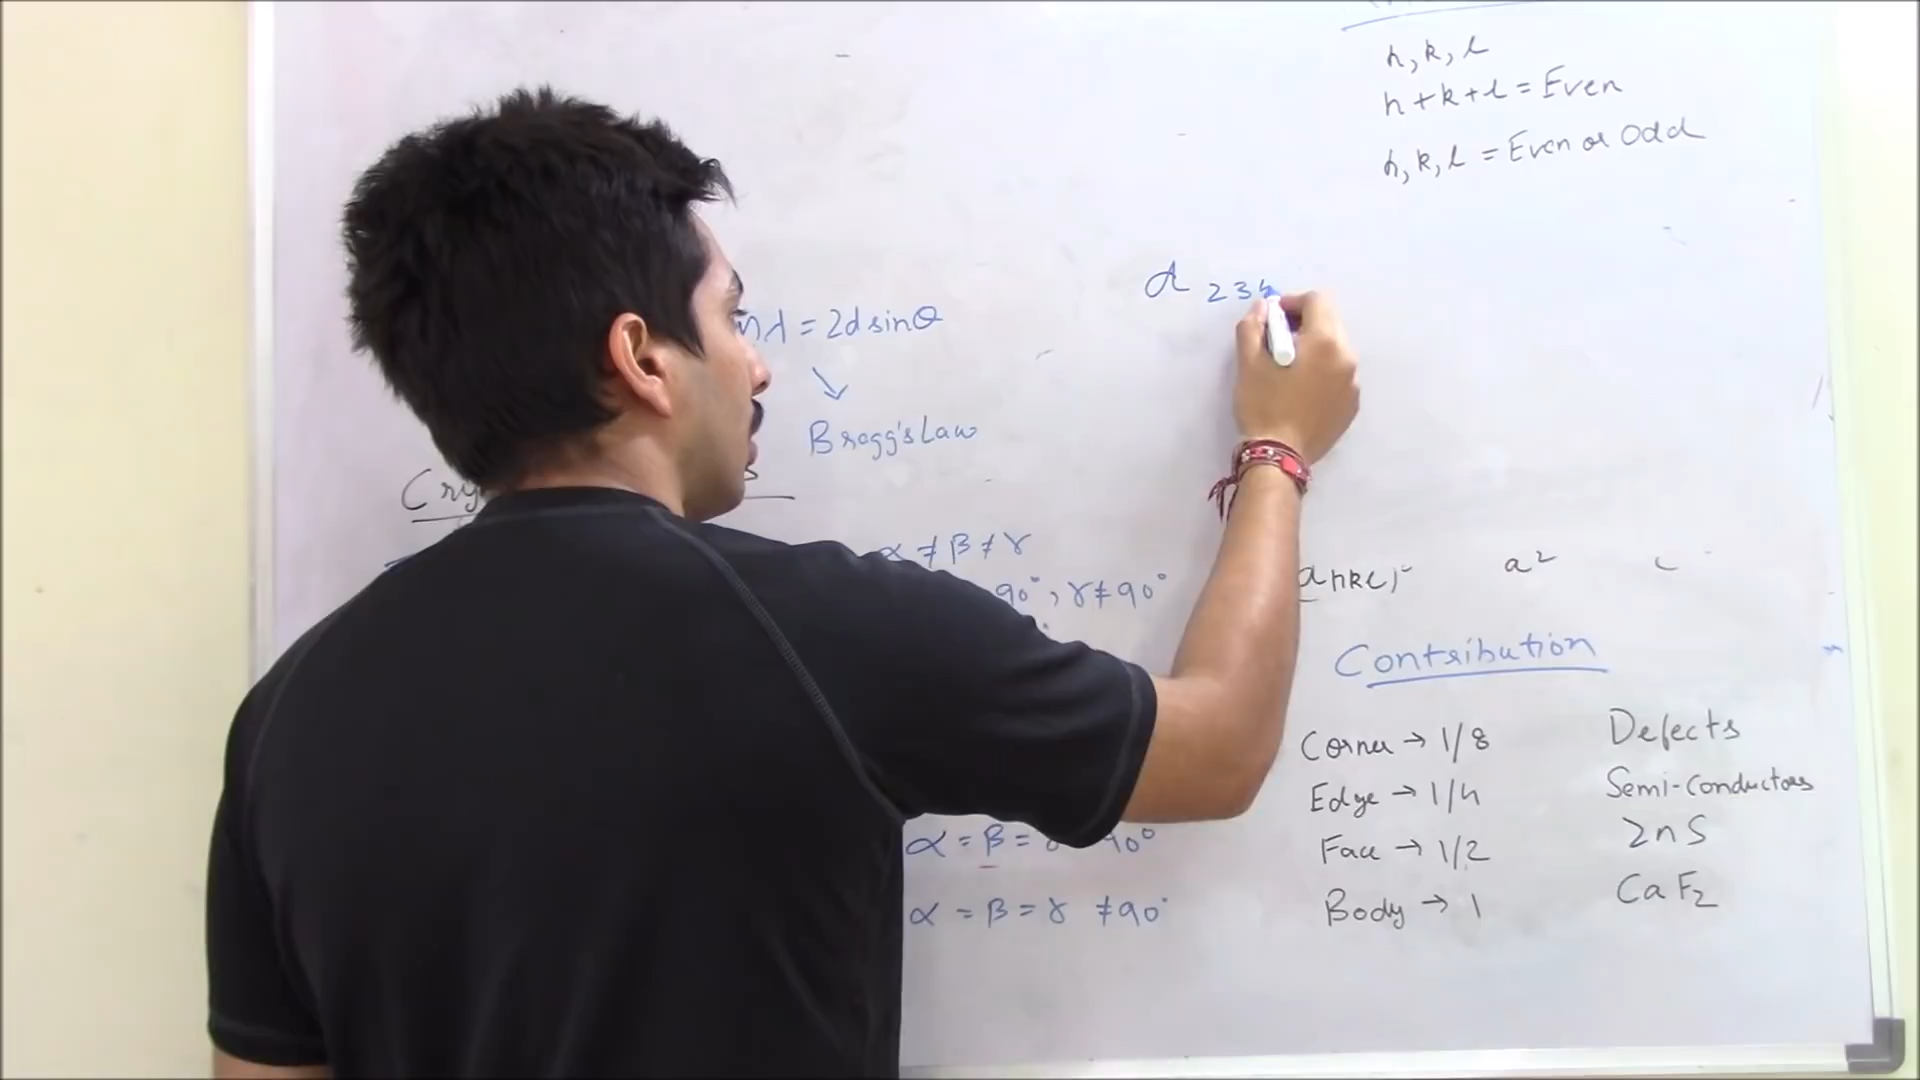 h, k, l
h + k + l = Even
h, k, l = Even or Odd
d 234
nλ = 2d sinθ
Bragg's Law
Cry
α ≠ β ≠ γ
90°, γ ≠ 90°
a²
Contribution
Corner → 1/8
Edge → 1/4
Face → 1/2
Body → 1
Defects
Semi-conductors
ZnS
CaF₂
α = β = γ 90°
α = β = γ ≠ 90°